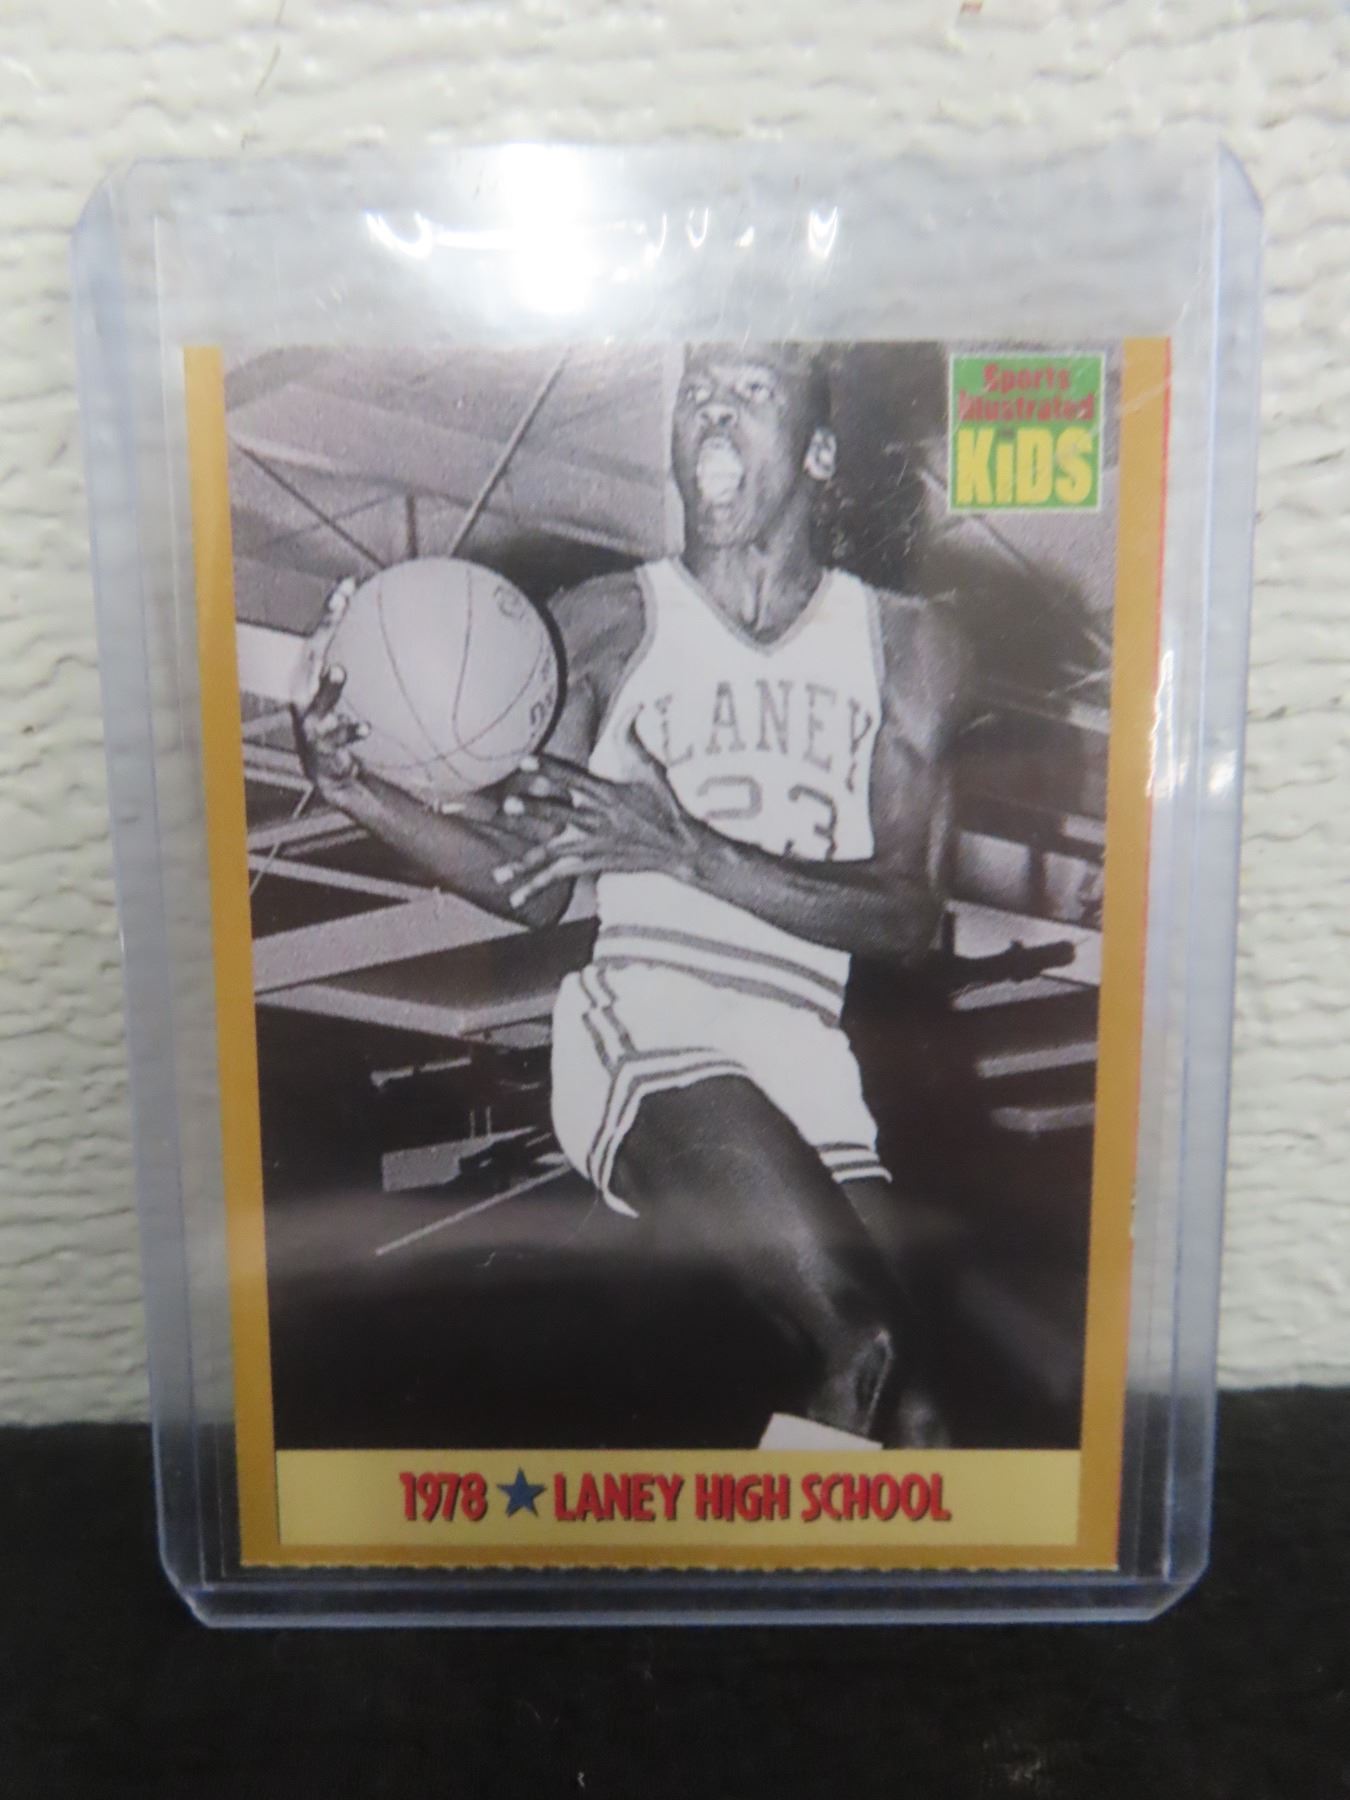 Sports
Illustrated
KiDS
LANEY
23
1978 ★ LANEY HIGH SCHOOL